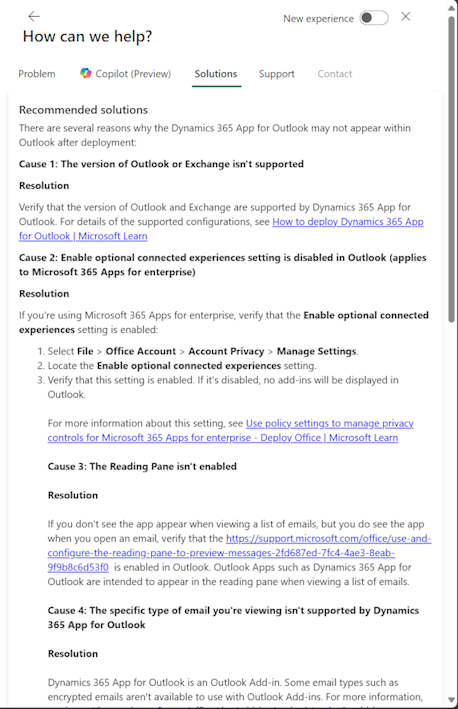 New experience
How can we help?
Problem
Copilot (Preview)
Solutions
Support
Contact
Recommended solutions
There are several reasons why the Dynamics 365 App for Outlook may not appear within
Outlook after deployment:
Cause 1: The version of Outlook or Exchange isn't supported
Resolution
Verify that the version of Outlook and Exchange are supported by Dynamics 365 App for
Outlook. For details of the supported configurations, see How to deploy Dynamics 365 App
for Outlook | Microsoft Learn
Cause 2: Enable optional connected experiences setting is disabled in Outlook (applies
to Microsoft 365 Apps for enterprise)
Resolution
If you're using Microsoft 365 Apps for enterprise, verify that the Enable optional connected
experiences setting is enabled:
1. Select File > Office Account > Account Privacy > Manage Settings.
2. Locate the Enable optional connected experiences setting.
3. Verify that this setting is enabled. If it's disabled, no add-ins will be displayed in
Outlook.
For more information about this setting, see Use policy settings to manage privacy
controls for Microsoft 365 Apps for enterprise - Deploy Office | Microsoft Learn
Cause 3: The Reading Pane isn't enabled
Resolution
If you don't see the app appear when viewing a list of emails, but you do see the app
when you open an email, verify that the https://support.microsoft.com/office/use-and-
configure-the-reading-pane-to-preview-messages-2fd687ed-7fc4-4ae3-8eab-
9f9b8c6d53f0 is enabled in Outlook. Outlook Apps such as Dynamics 365 App for
Outlook are intended to appear in the reading pane when viewing a list of emails.
Cause 4: The specific type of email you're viewing isn't supported by Dynamics
365 App for Outlook
Resolution
Dynamics 365 App for Outlook is an Outlook Add-in. Some email types such as
encrypted emails aren't available to use with Outlook Add-ins. For more information,